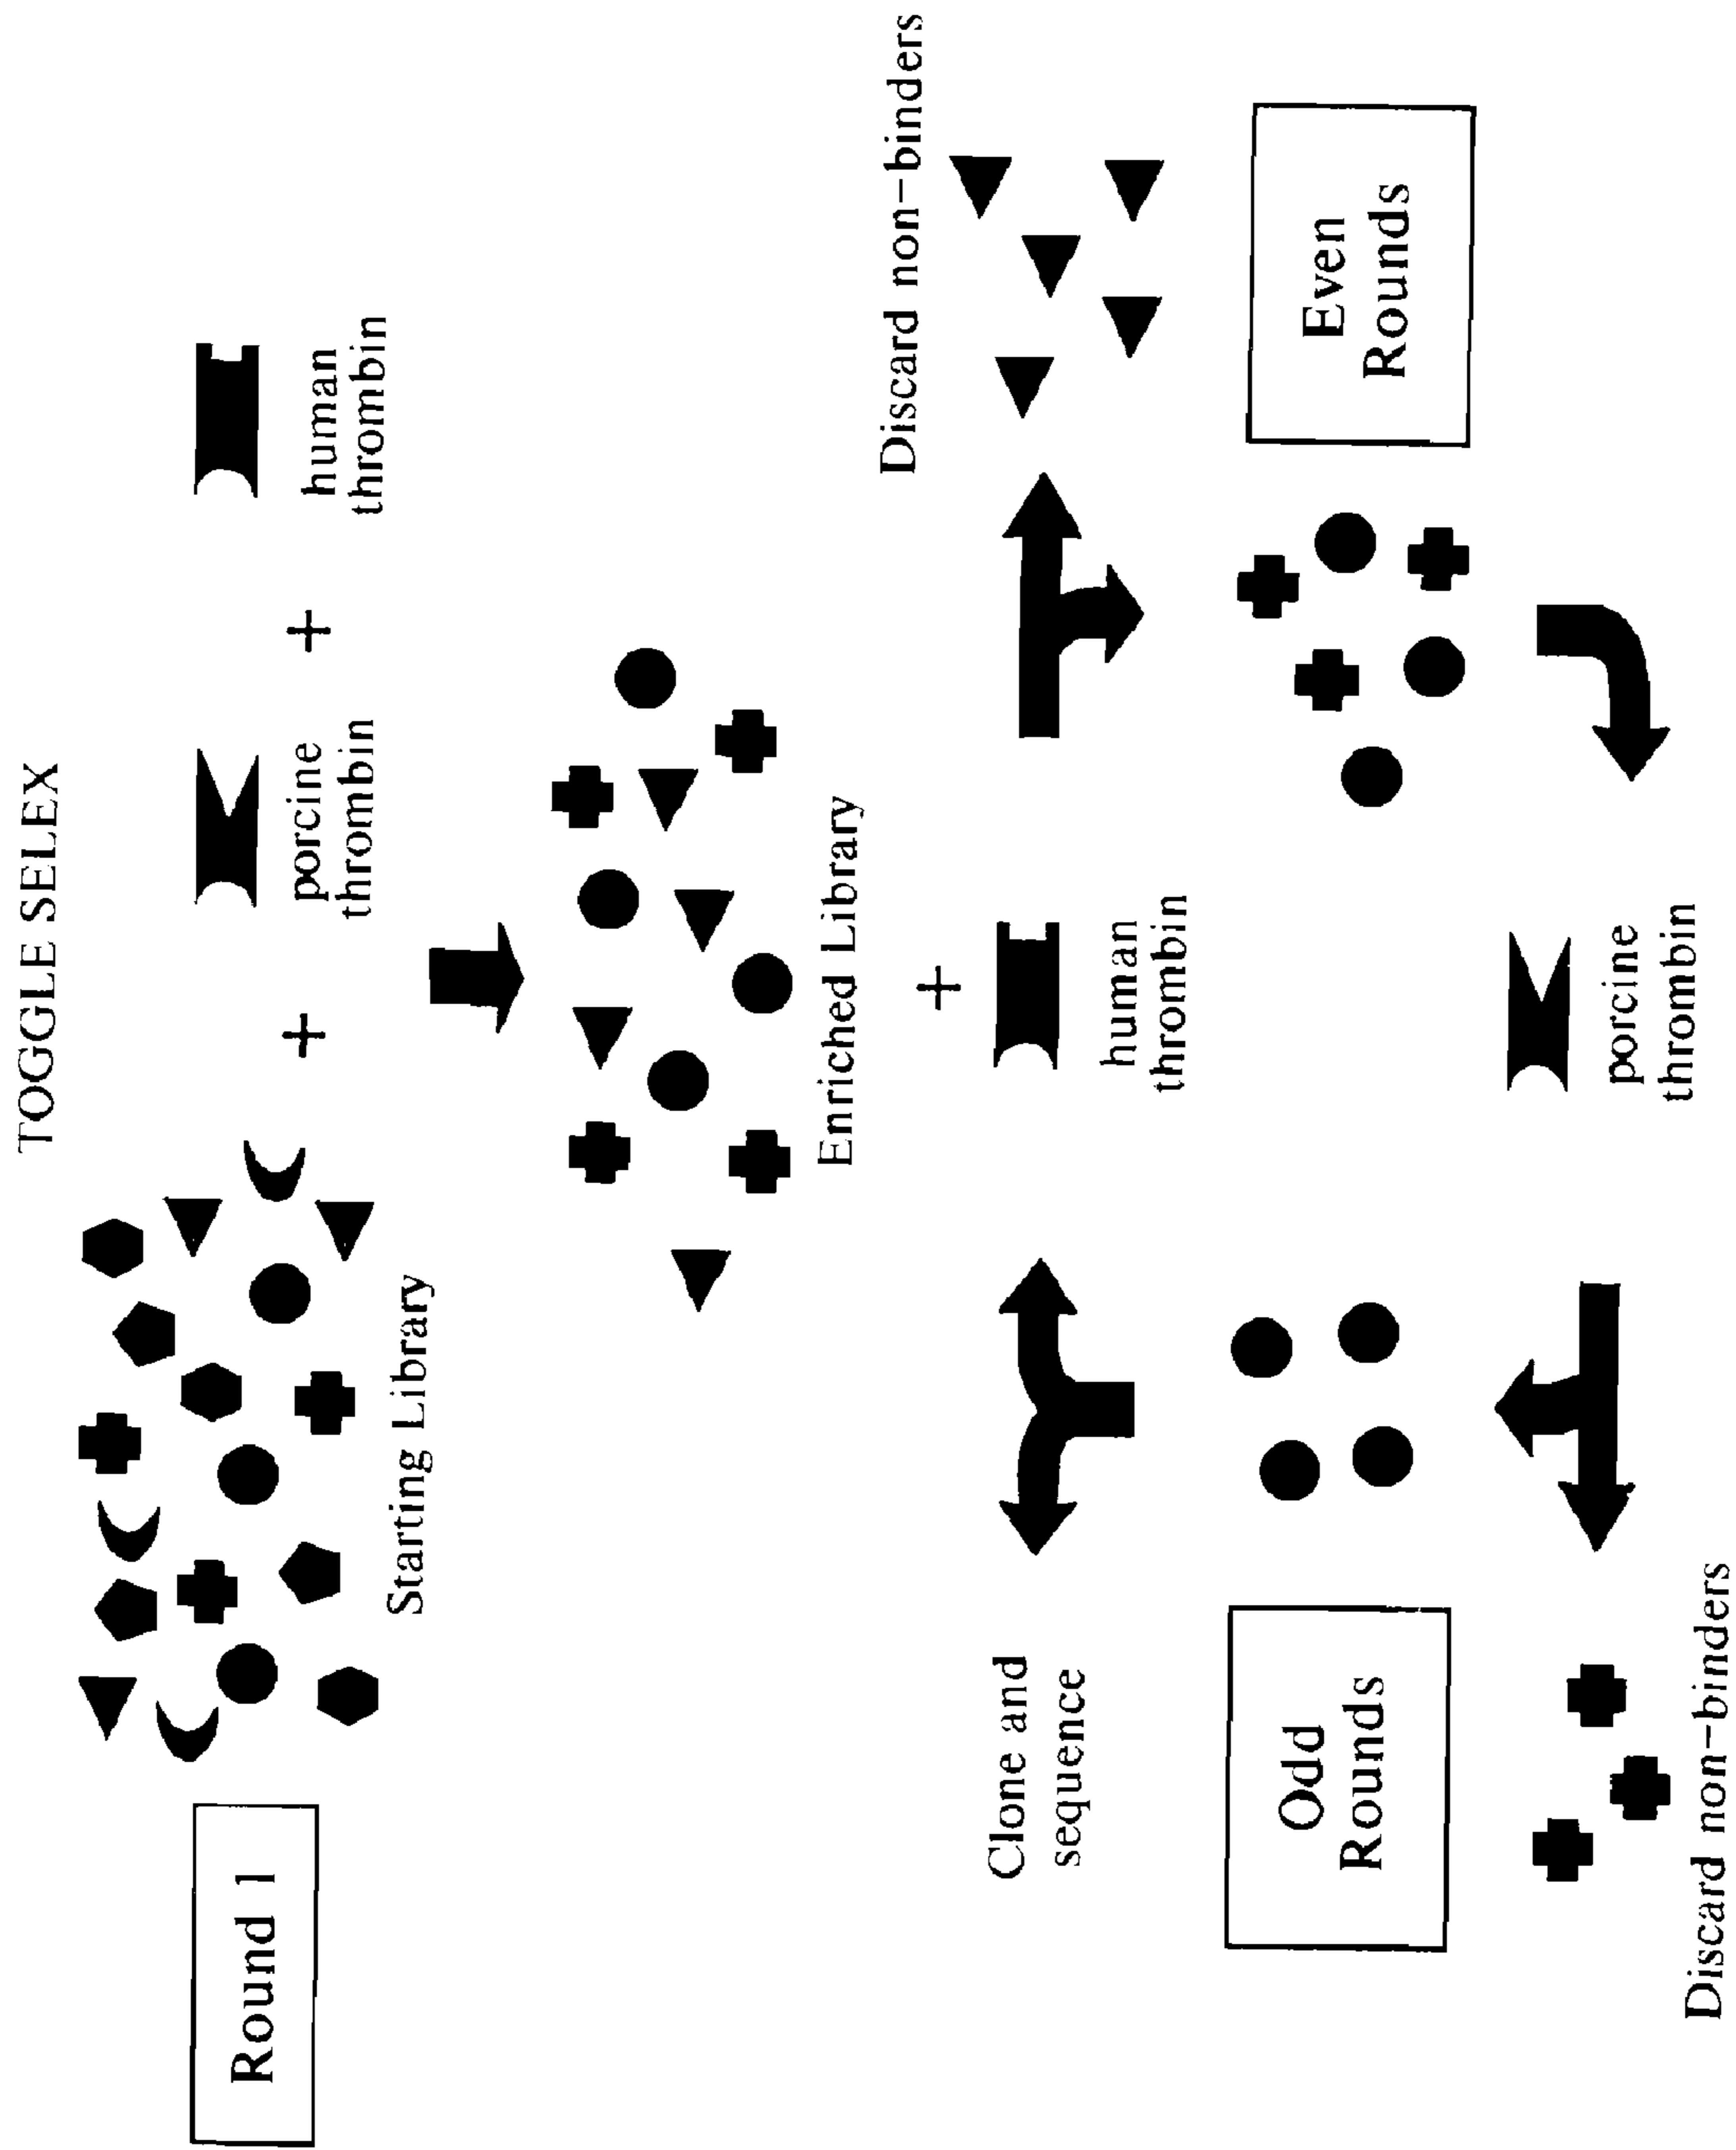 TOGGLE SELEX
Round 1
Starting Library
+
porcine
thrombin
+
human
thrombin
Enriched Library
+
human
thrombin
Discard non-binders
Even
Rounds
porcine
thrombin
Discard non-binders
Odd
Rounds
Clone and
sequence